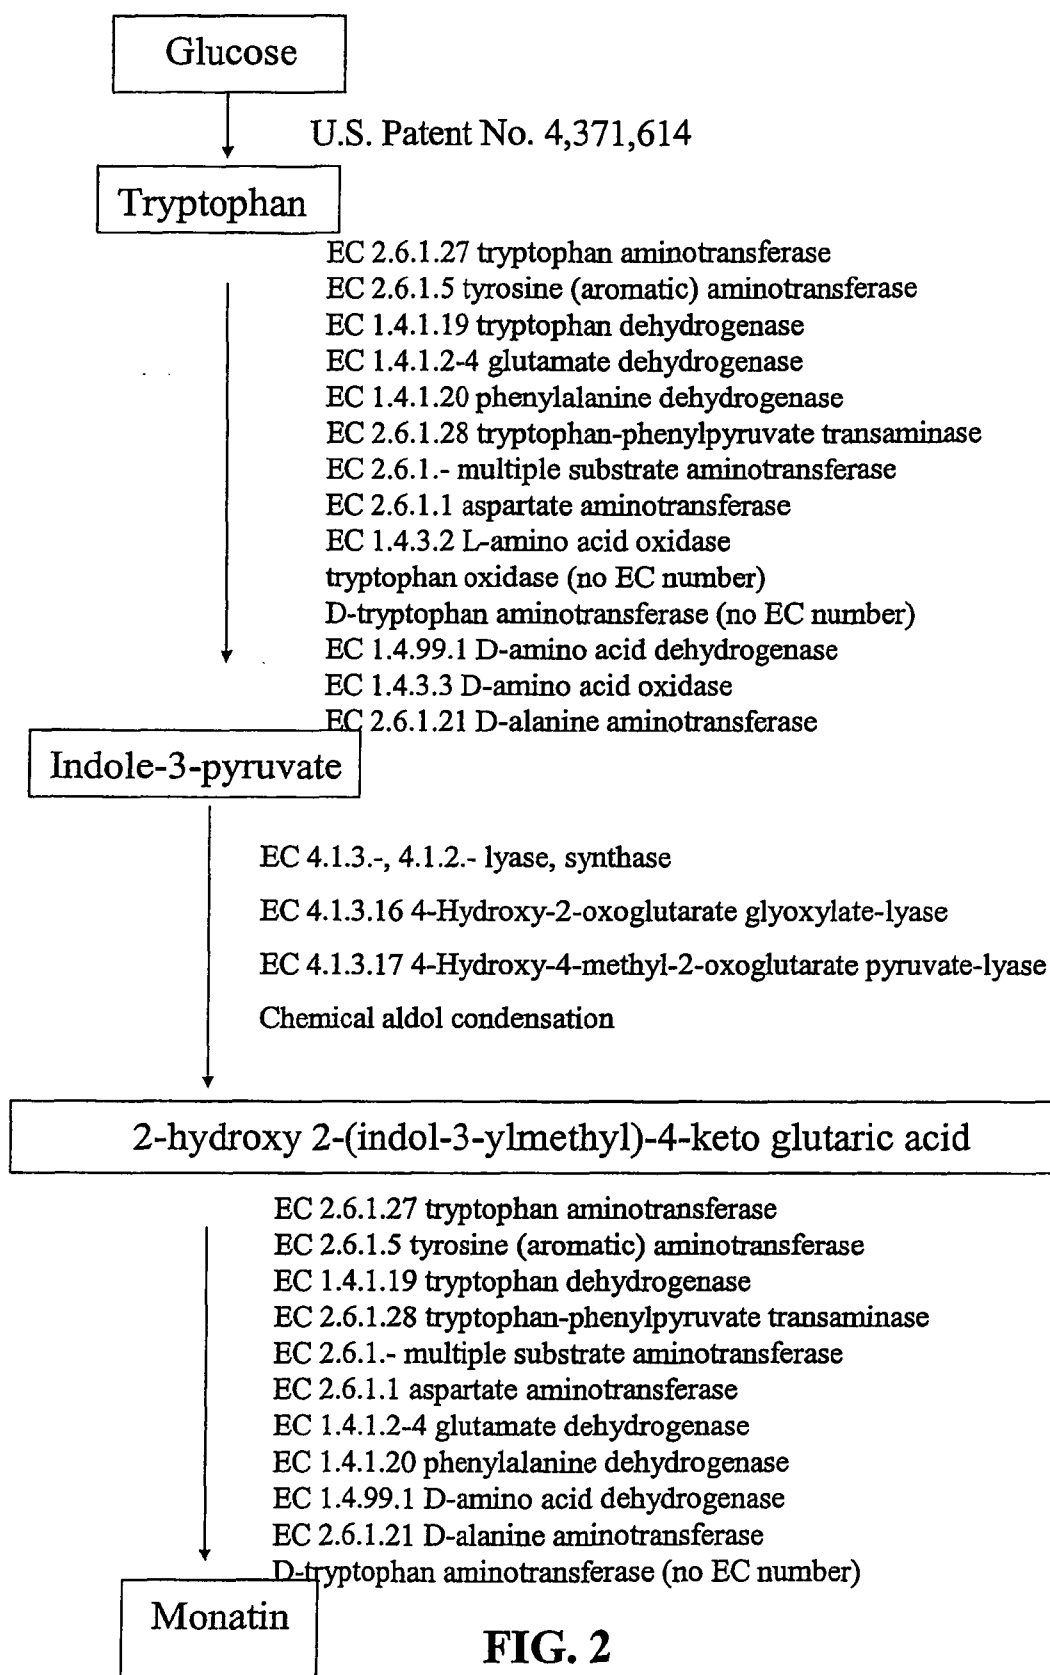 Glucose
U.S. Patent No. 4,371,614
Tryptophan
EC 2.6.1.27 tryptophan aminotransferase
EC 2.6.1.5 tyrosine (aromatic) aminotransferase
EC 1.4.1.19 tryptophan dehydrogenase
EC 1.4.1.2-4 glutamate dehydrogenase
EC 1.4.1.20 phenylalanine dehydrogenase
EC 2.6.1.28 tryptophan-phenylpyruvate transaminase
EC 2.6.1.- multiple substrate aminotransferase
EC 2.6.1.1 aspartate aminotransferase
EC 1.4.3.2 L-amino acid oxidase
tryptophan oxidase (no EC number)
D-tryptophan aminotransferase (no EC number)
EC 1.4.99.1 D-amino acid dehydrogenase
EC 1.4.3.3 D-amino acid oxidase
EC 2.6.1.21 D-alanine aminotransferase
Indole-3-pyruvate
EC 4.1.3.-, 4.1.2.- lyase, synthase
EC 4.1.3.16 4-Hydroxy-2-oxoglutarate glyoxylate-lyase
EC 4.1.3.17 4-Hydroxy-4-methyl-2-oxoglutarate pyruvate-lyase
Chemical aldol condensation
2-hydroxy 2-(indol-3-ylmethyl)-4-keto glutaric acid
EC 2.6.1.27 tryptophan aminotransferase
EC 2.6.1.5 tyrosine (aromatic) aminotransferase
EC 1.4.1.19 tryptophan dehydrogenase
EC 2.6.1.28 tryptophan-phenylpyruvate transaminase
EC 2.6.1.- multiple substrate aminotransferase
EC 2.6.1.1 aspartate aminotransferase
EC 1.4.1.2-4 glutamate dehydrogenase
EC 1.4.1.20 phenylalanine dehydrogenase
EC 1.4.99.1 D-amino acid dehydrogenase
EC 2.6.1.21 D-alanine aminotransferase
D-tryptophan aminotransferase (no EC number)
Monatin
FIG. 2